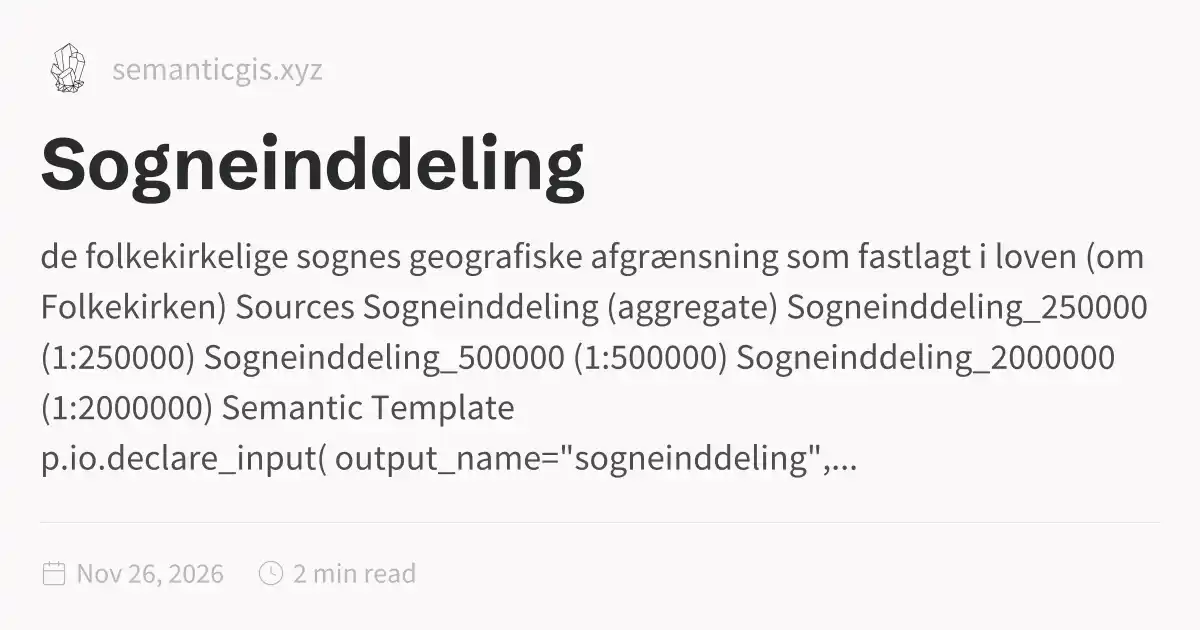 semanticgis.xyz
Sogneinddeling
de folkekirkelige sognes geografiske afgrænsning som fastlagt i loven (om
Folkekirken) Sources Sogneinddeling (aggregate) Sogneinddeling_250000
(1:250000) Sogneinddeling_500000 (1:500000) Sogneinddeling_2000000
(1:2000000) Semantic Template
p.io.declare_input( output_name="sogneinddeling",...
Nov 26, 2026 2 min read